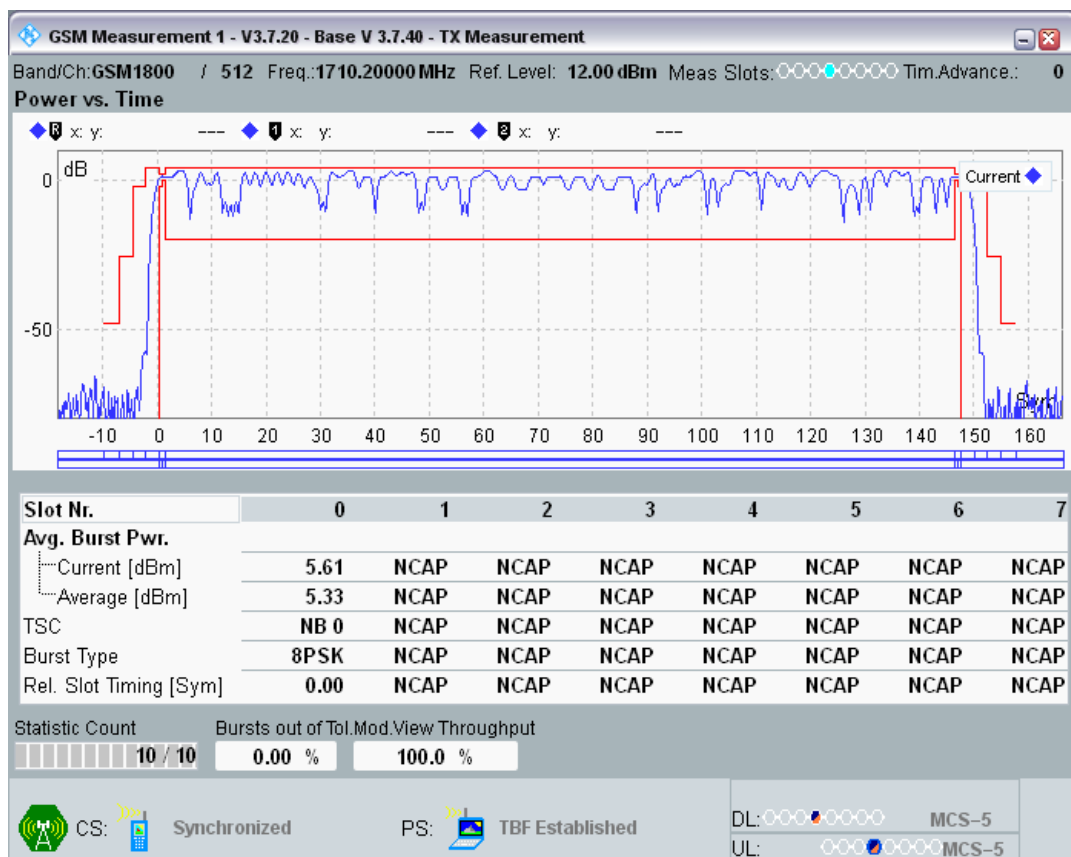 GSM Measurement 1 - V3.7.20 - Base V 3.7.40 - TX Measurement
Band/Ch:GSM1800 / 512 Freq.:1710.20000 MHz Ref. Level: 12.00 dBm Meas Slots: Tim.Advance.: 0
Power vs. Time
R x: y: --- 1 x: y: --- 2 x: y: ---
dB
Current
0
-50
Sym
-10 0 10 20 30 40 50 60 70 80 90 100 110 120 130 140 150 160
Slot Nr. 0 1 2 3 4 5 6 7
Avg. Burst Pwr.
Current [dBm] 5.61 NCAP NCAP NCAP NCAP NCAP NCAP NCAP
Average [dBm] 5.33 NCAP NCAP NCAP NCAP NCAP NCAP NCAP
TSC NB 0 NCAP NCAP NCAP NCAP NCAP NCAP NCAP
Burst Type 8PSK NCAP NCAP NCAP NCAP NCAP NCAP NCAP
Rel. Slot Timing [Sym] 0.00 NCAP NCAP NCAP NCAP NCAP NCAP NCAP
Statistic Count Bursts out of Tol.Mod.View Throughput
10 / 10 0.00 % 100.0 %
CS: Synchronized PS: TBF Established
DL: MCS-5
UL: MCS-5